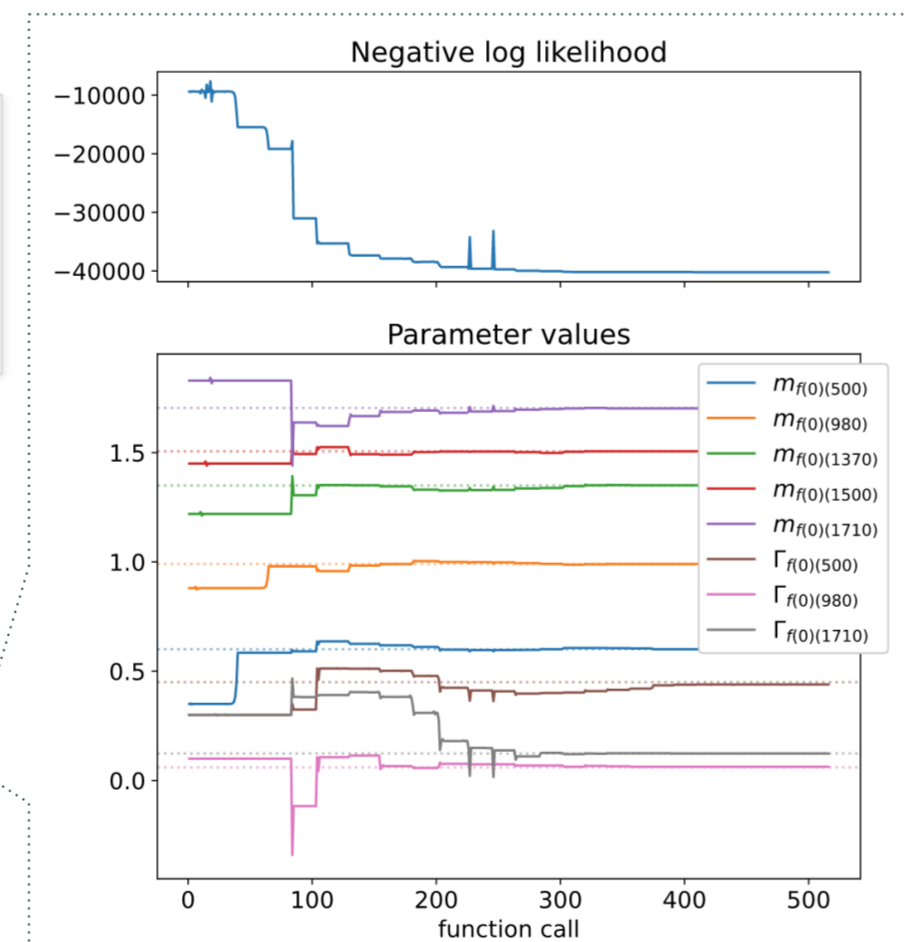 Negative log likelihood
−10000
−20000
−30000
−40000
Parameter values
1.5
1.0
0.5
0.0
m_f(0)(500)
m_f(0)(980)
m_f(0)(1370)
m_f(0)(1500)
m_f(0)(1710)
Γ_f(0)(500)
Γ_f(0)(980)
Γ_f(0)(1710)
0 100 200 300 400 500
function call